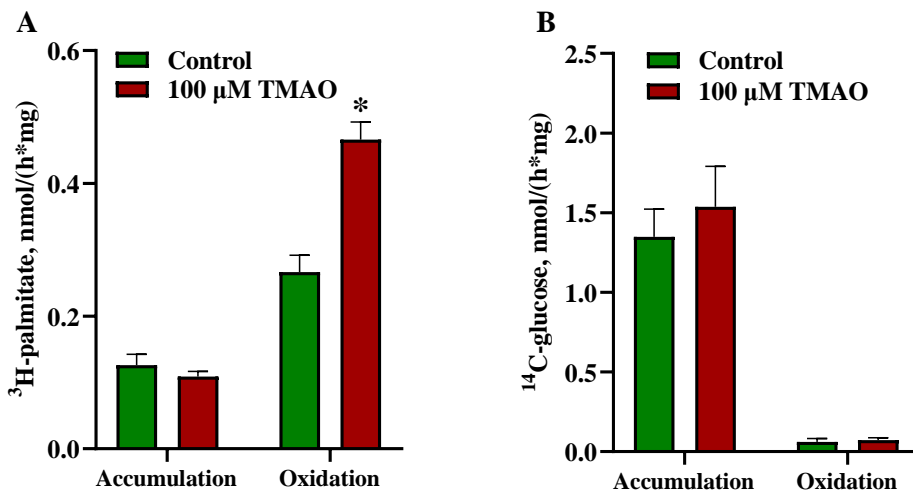 A
Control
100 µM TMAO
*
³H-palmitate, nmol/(h*mg)
0.6
0.4
0.2
0.0
Accumulation
Oxidation
B
Control
100 µM TMAO
¹⁴C-glucose, nmol/(h*mg)
2.5
2.0
1.5
1.0
0.5
0.0
Accumulation
Oxidation